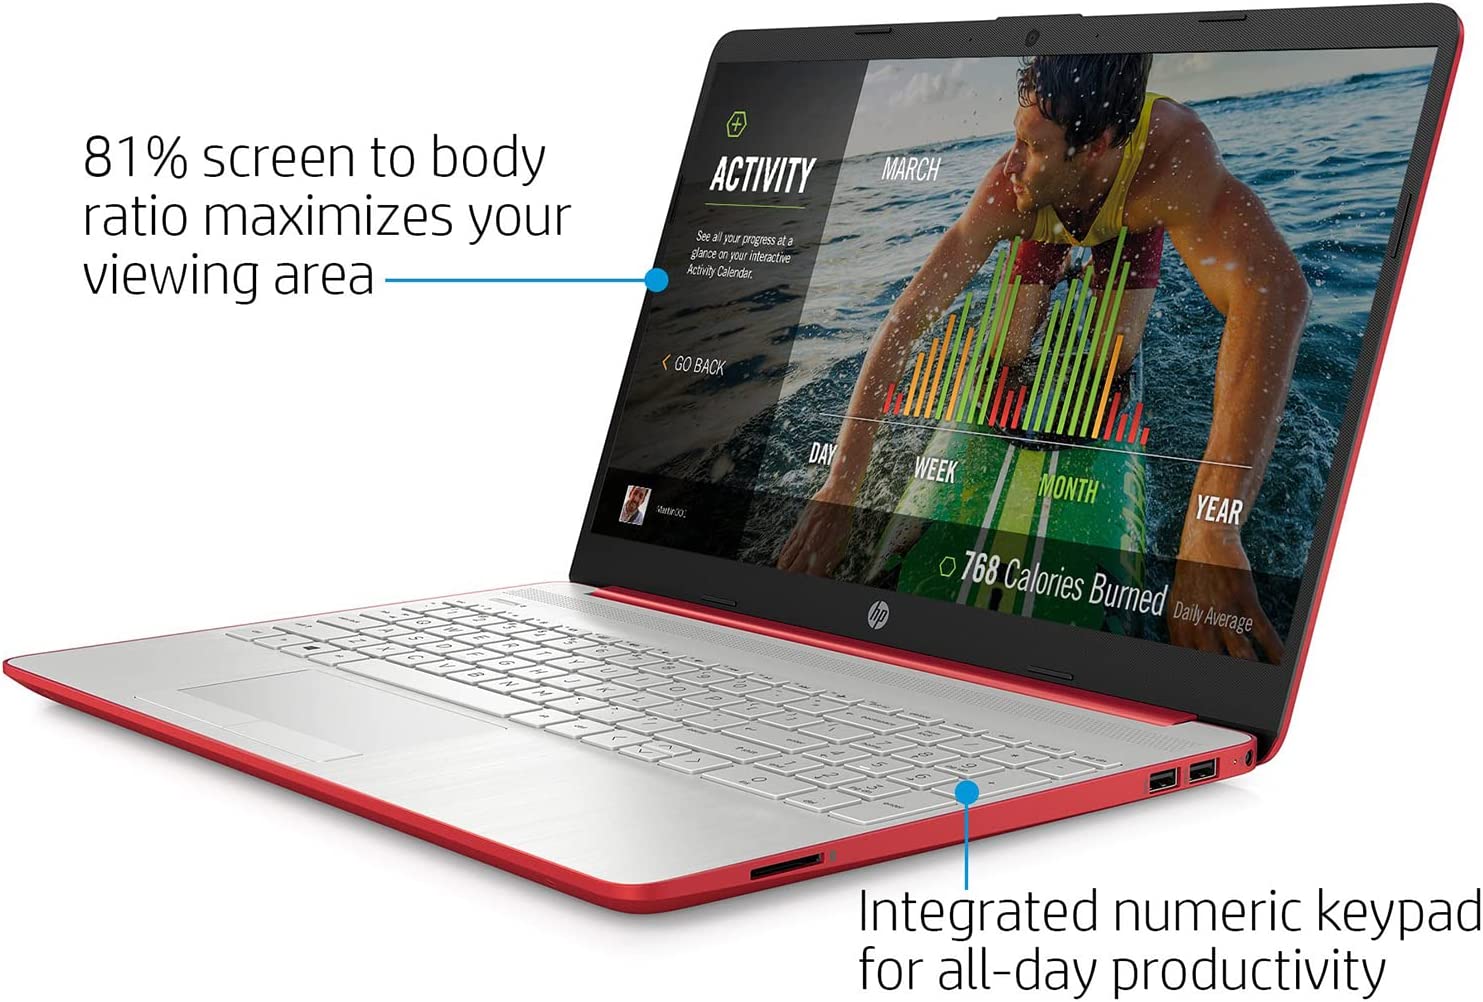 81% screen to body
ratio maximizes your
viewing area
ACTIVITY
MARCH
See all your progress at a
glance on your interactive
Activity Calendar.
GO BACK
DAY
WEEK
MONTH
YEAR
768 Calories Burned Daily Average
hp
Integrated numeric keypad
for all-day productivity